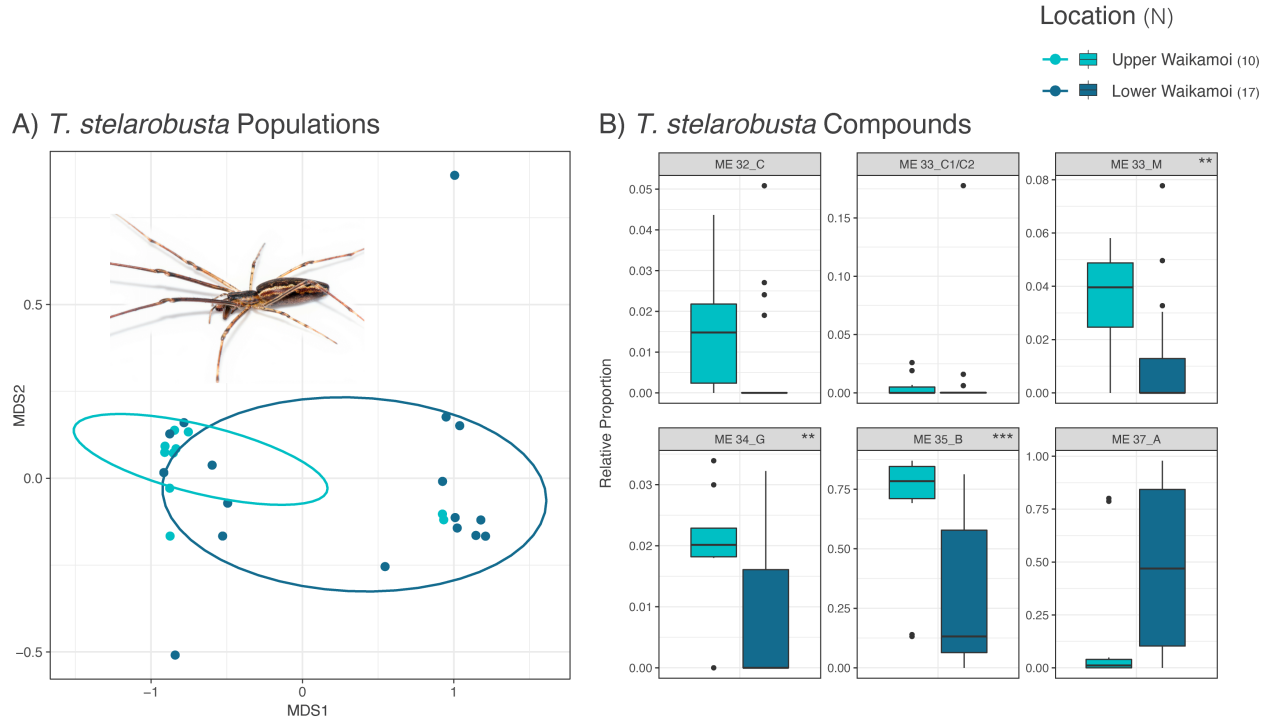 Location (N)
Upper Waikamoi (10)
Lower Waikamoi (17)
A) T. stelarobusta Populations
MDS2
0.5
0.0
−0.5
−1
0
1
MDS1
B) T. stelarobusta Compounds
Relative Proportion
ME 32_C
0.05
0.04
0.03
0.02
0.01
0.00
ME 33_C1/C2
0.15
0.10
0.05
0.00
ME 33_M **
0.08
0.06
0.04
0.02
0.00
ME 34_G **
0.03
0.02
0.01
0.00
ME 35_B ***
0.75
0.50
0.25
0.00
ME 37_A
1.00
0.75
0.50
0.25
0.00